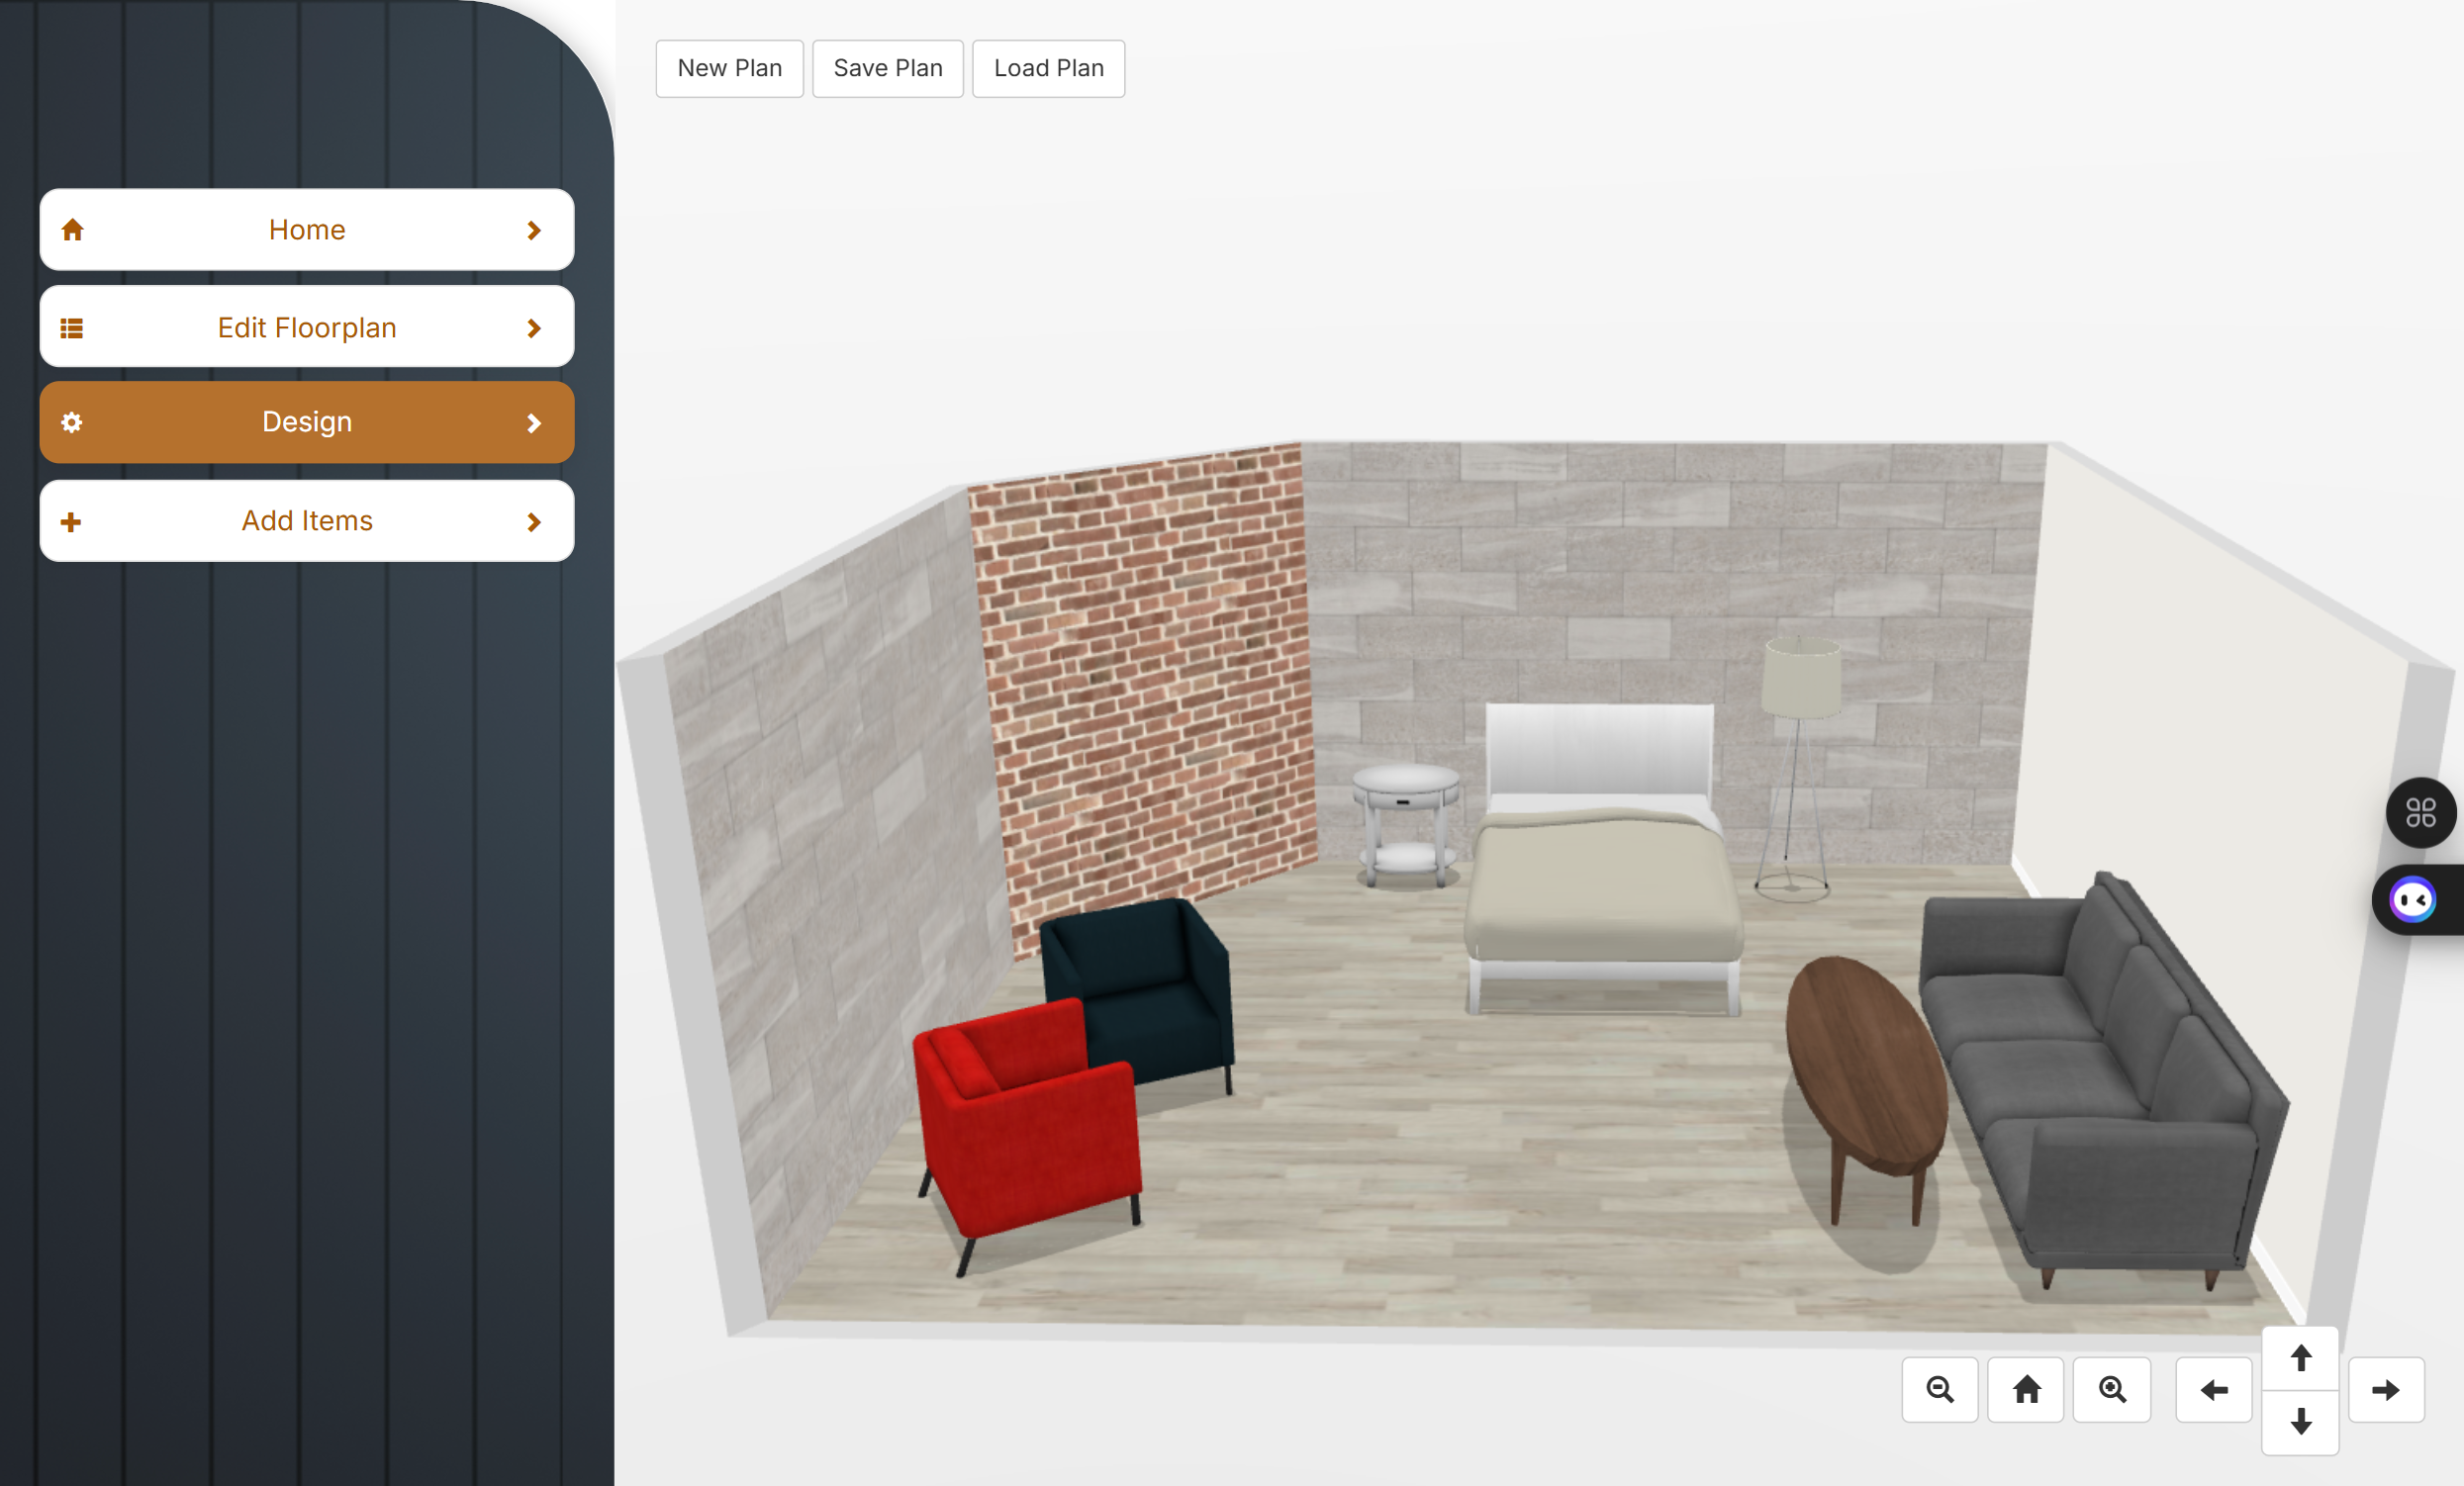 New Plan
Save Plan
Load Plan
Home
Edit Floorplan
Design
Add Items